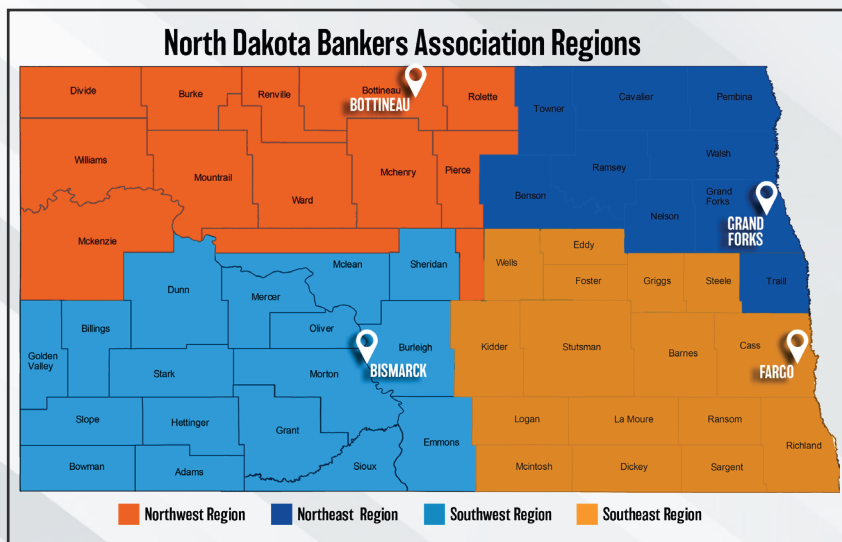 North Dakota Bankers Association Regions
Divide
Burke
Renville
Bottineau
BOTTINEAU
Rolette
Towner
Cavalier
Pembina
Williams
Mountrail
Ward
Mchenry
Pierce
Benson
Ramsey
Walsh
Nelson
Grand
Forks
GRAND
FORKS
Mckenzie
Dunn
Mclean
Sheridan
Wells
Eddy
Foster
Griggs
Steele
Traill
Mercer
Oliver
Billings
Golden
Valley
Stark
Morton
BISMARCK
Burleigh
Kidder
Stutsman
Barnes
Cass
FARGO
Slope
Hettinger
Grant
Emmons
Logan
La Moure
Ransom
Richland
Bowman
Adams
Sioux
Mcintosh
Dickey
Sargent
Northwest Region
Northeast Region
Southwest Region
Southeast Region